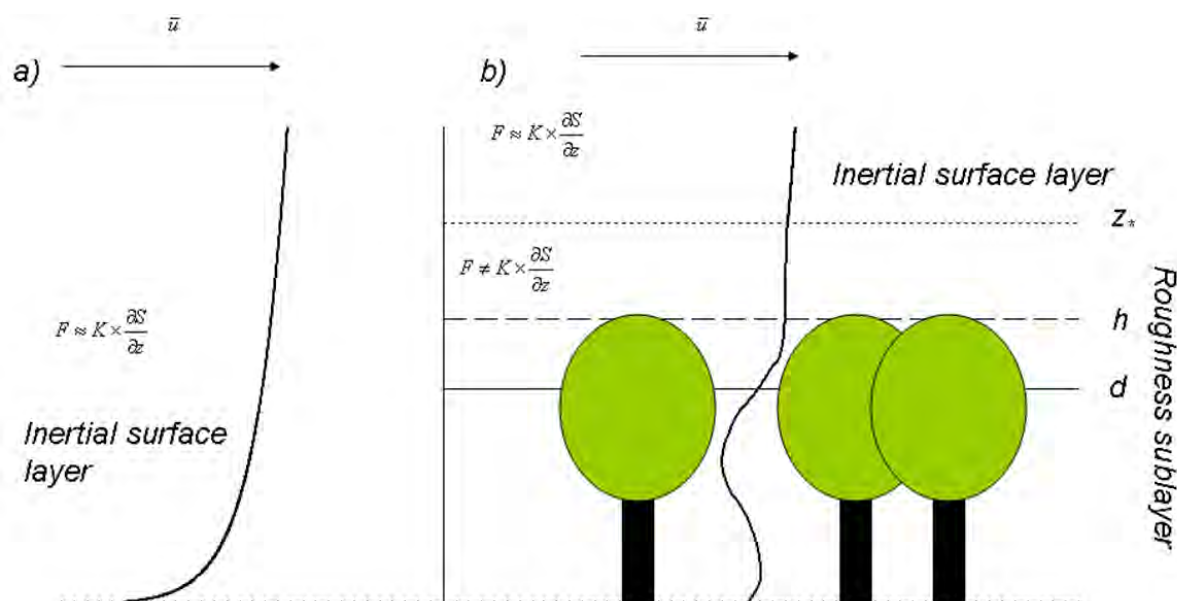 a)
u̅
F ≈ K × ∂S/∂z
Inertial surface
layer
b)
u̅
F ≈ K × ∂S/∂z
Inertial surface layer
z*
F ≠ K × ∂S/∂z
h
d
Roughness sublayer